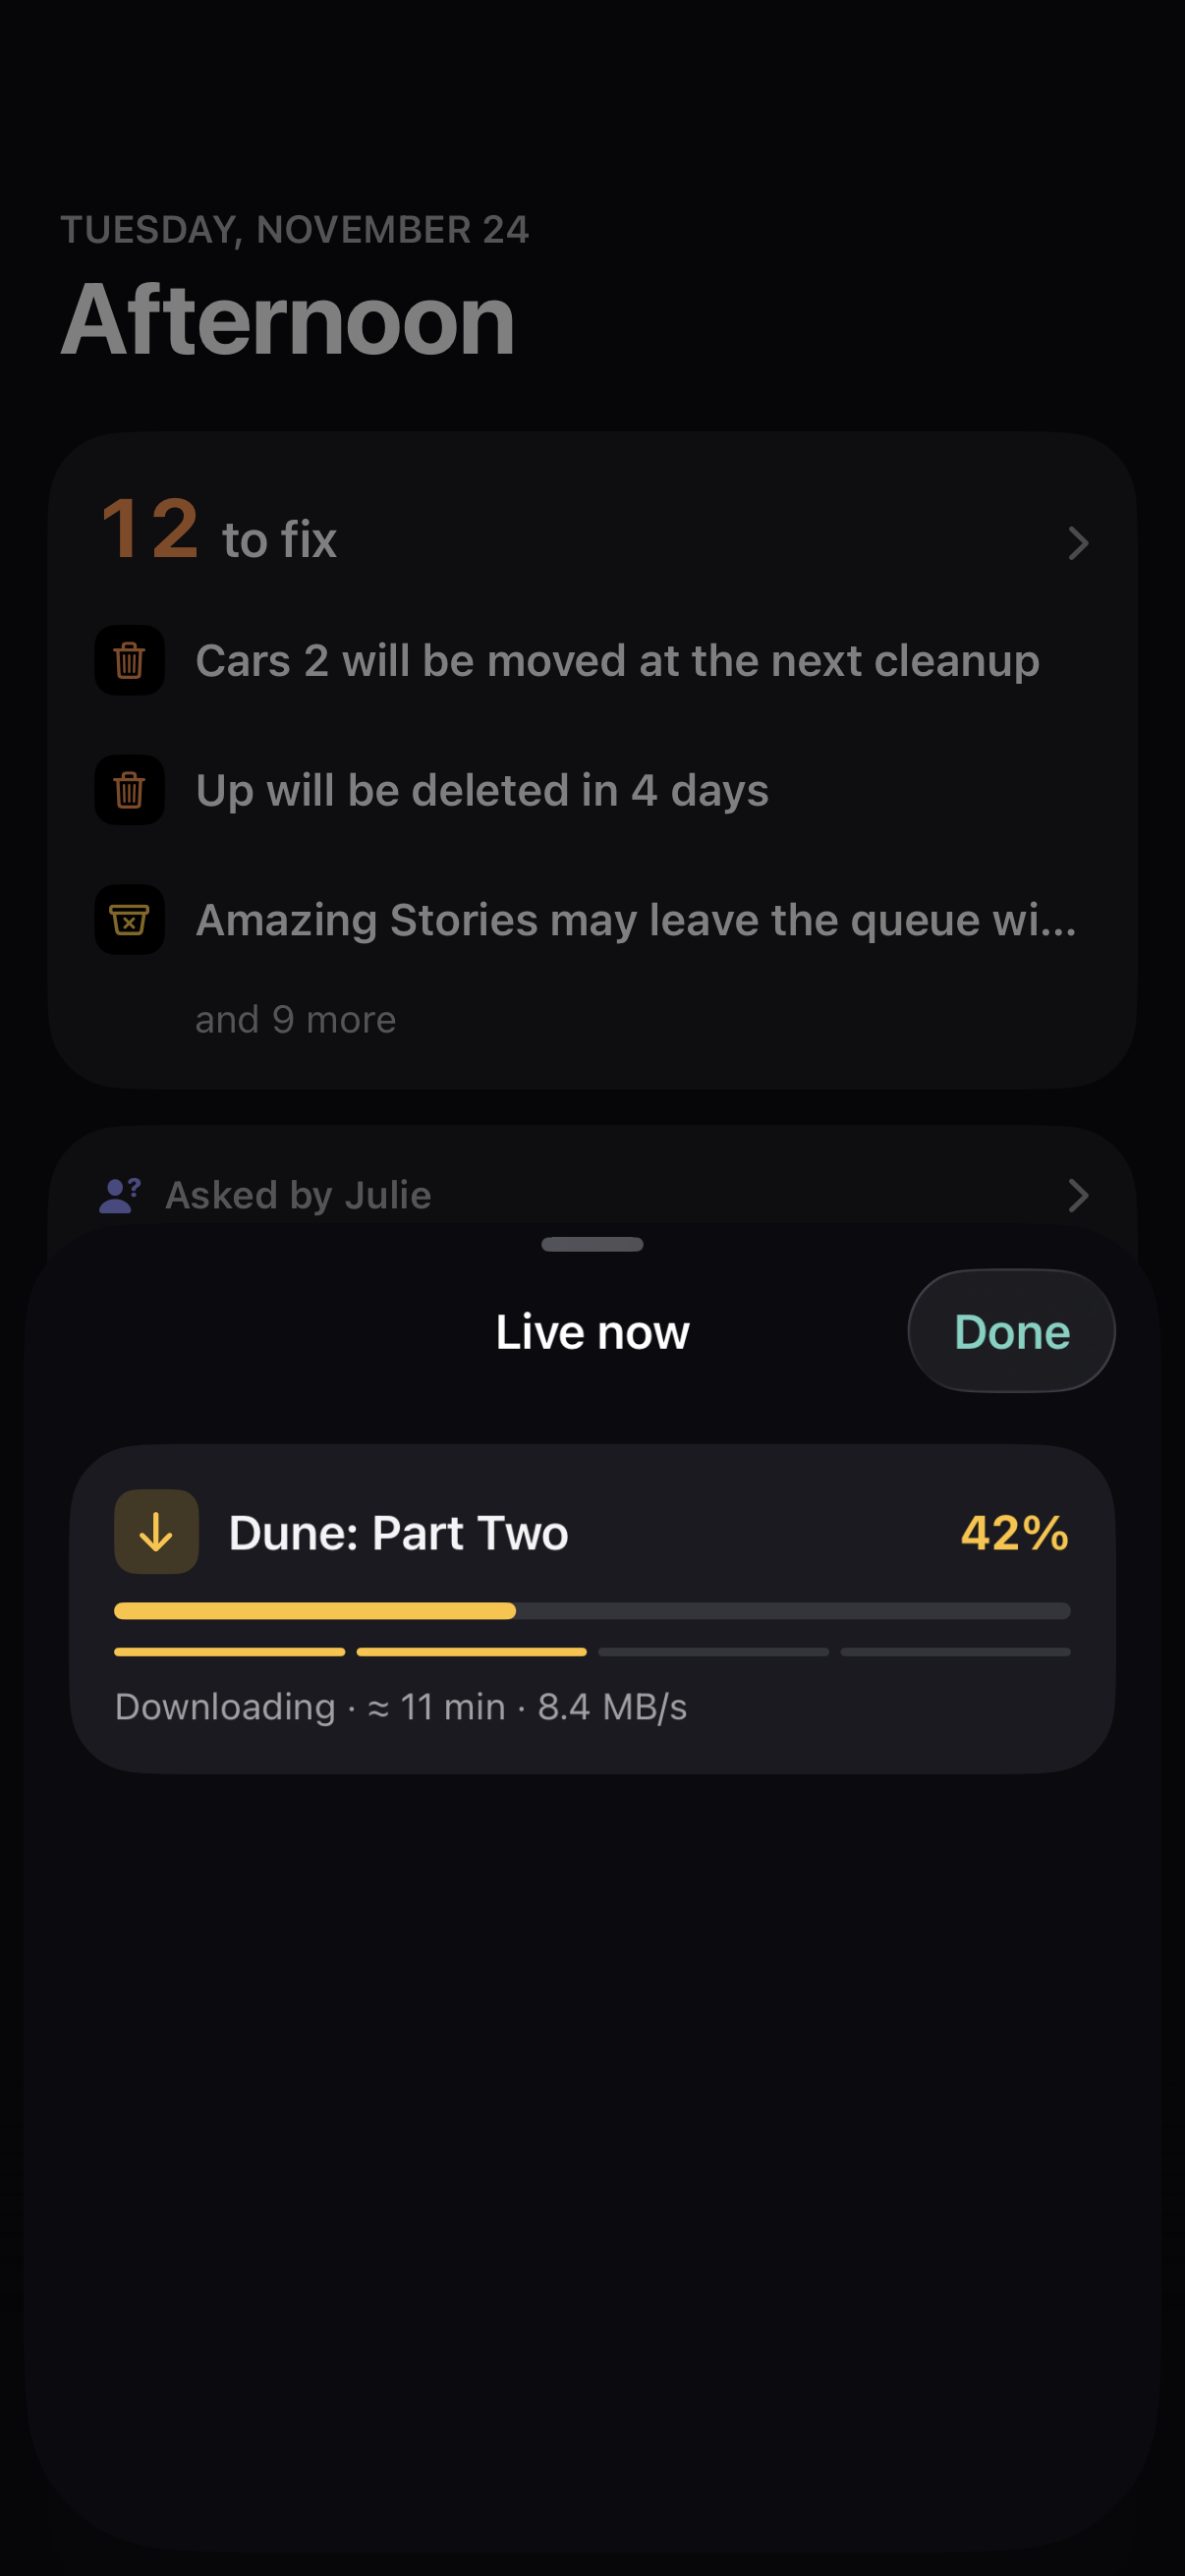 TUESDAY, NOVEMBER 24
Afternoon
12 to fix
Cars 2 will be moved at the next cleanup
Up will be deleted in 4 days
Amazing Stories may leave the queue wi...
and 9 more
Asked by Julie
Live now
Done
Dune: Part Two
42%
Downloading · ≈ 11 min · 8.4 MB/s